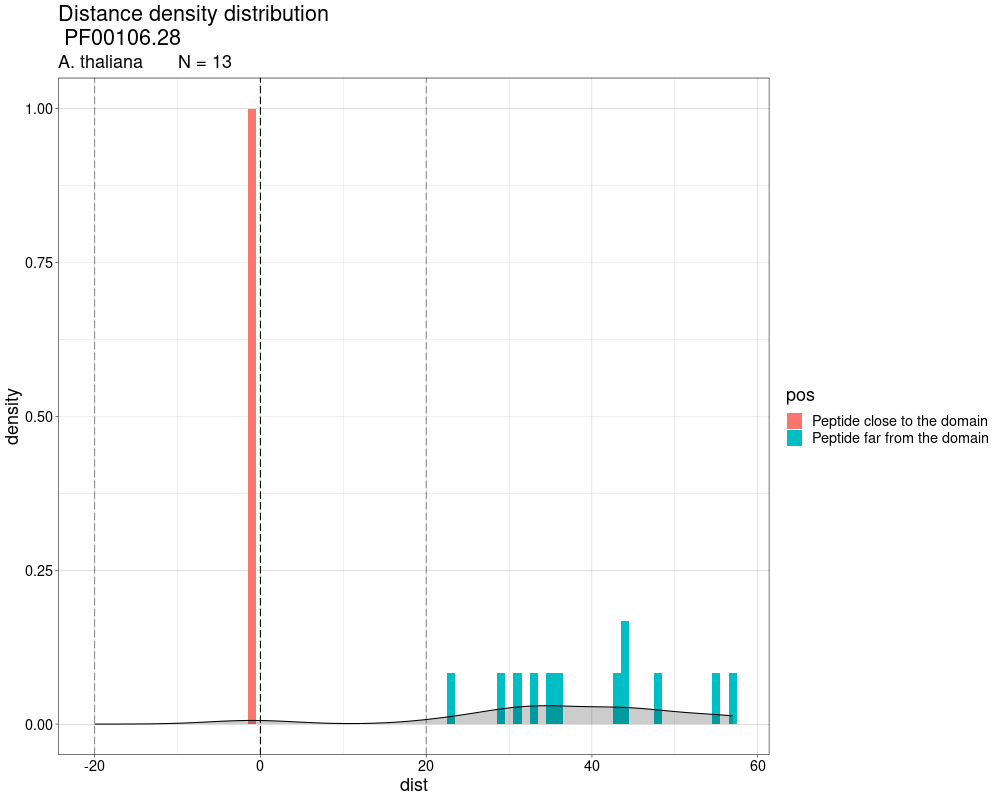 Distance density distribution
PF00106.28
A. thaliana N = 13
1.00
0.75
0.50
0.25
0.00
density
-20 0 20 40 60
dist
pos
Peptide close to the domain
Peptide far from the domain